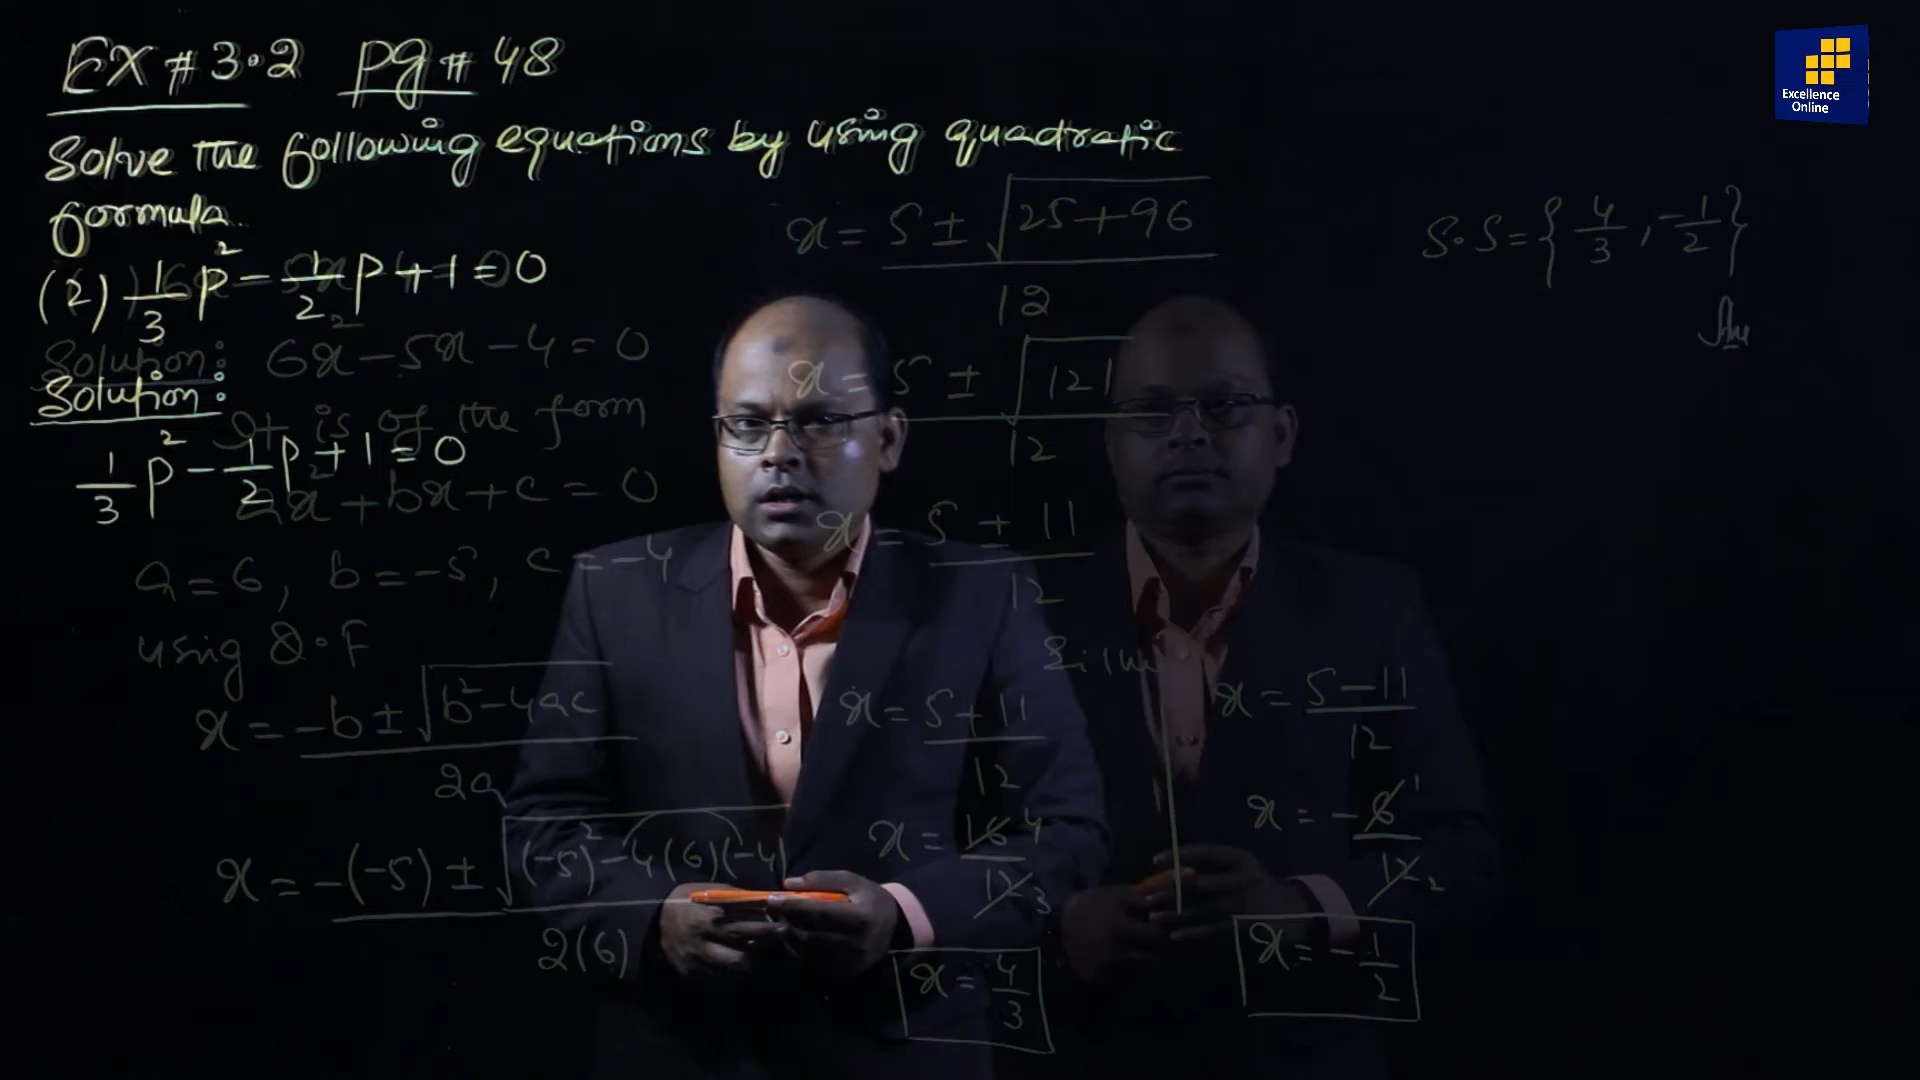 EX # 3.2 Pg # 48
Solve the following equations by using quadratic
formula.
(2) 1/3 p² - 1/2 p + 1 = 0
Solution: 6x² - 5x - 4 = 0
Solution:
It is of the form
1/3 p² - 1/2 p + 1 = 0
ax² + bx + c = 0
a = 6, b = -5, c = -4
using Q.F
x = -b ± √(b² - 4ac) / 2a
x = -(-5) ± √((-5)² - 4(6)(-4)) / 2(6)
x = 5 ± √(25 + 96) / 12
x = 5 ± √121 / 12
x = 5 ± 11 / 12
x = 5 + 11 / 12
x = 16 4 / 12 3
x = 4/3
x = 5 - 11 / 12
x = -6 1 / 12 2
x = -1/2
S.S = {4/3, -1/2}
Excellence
Online